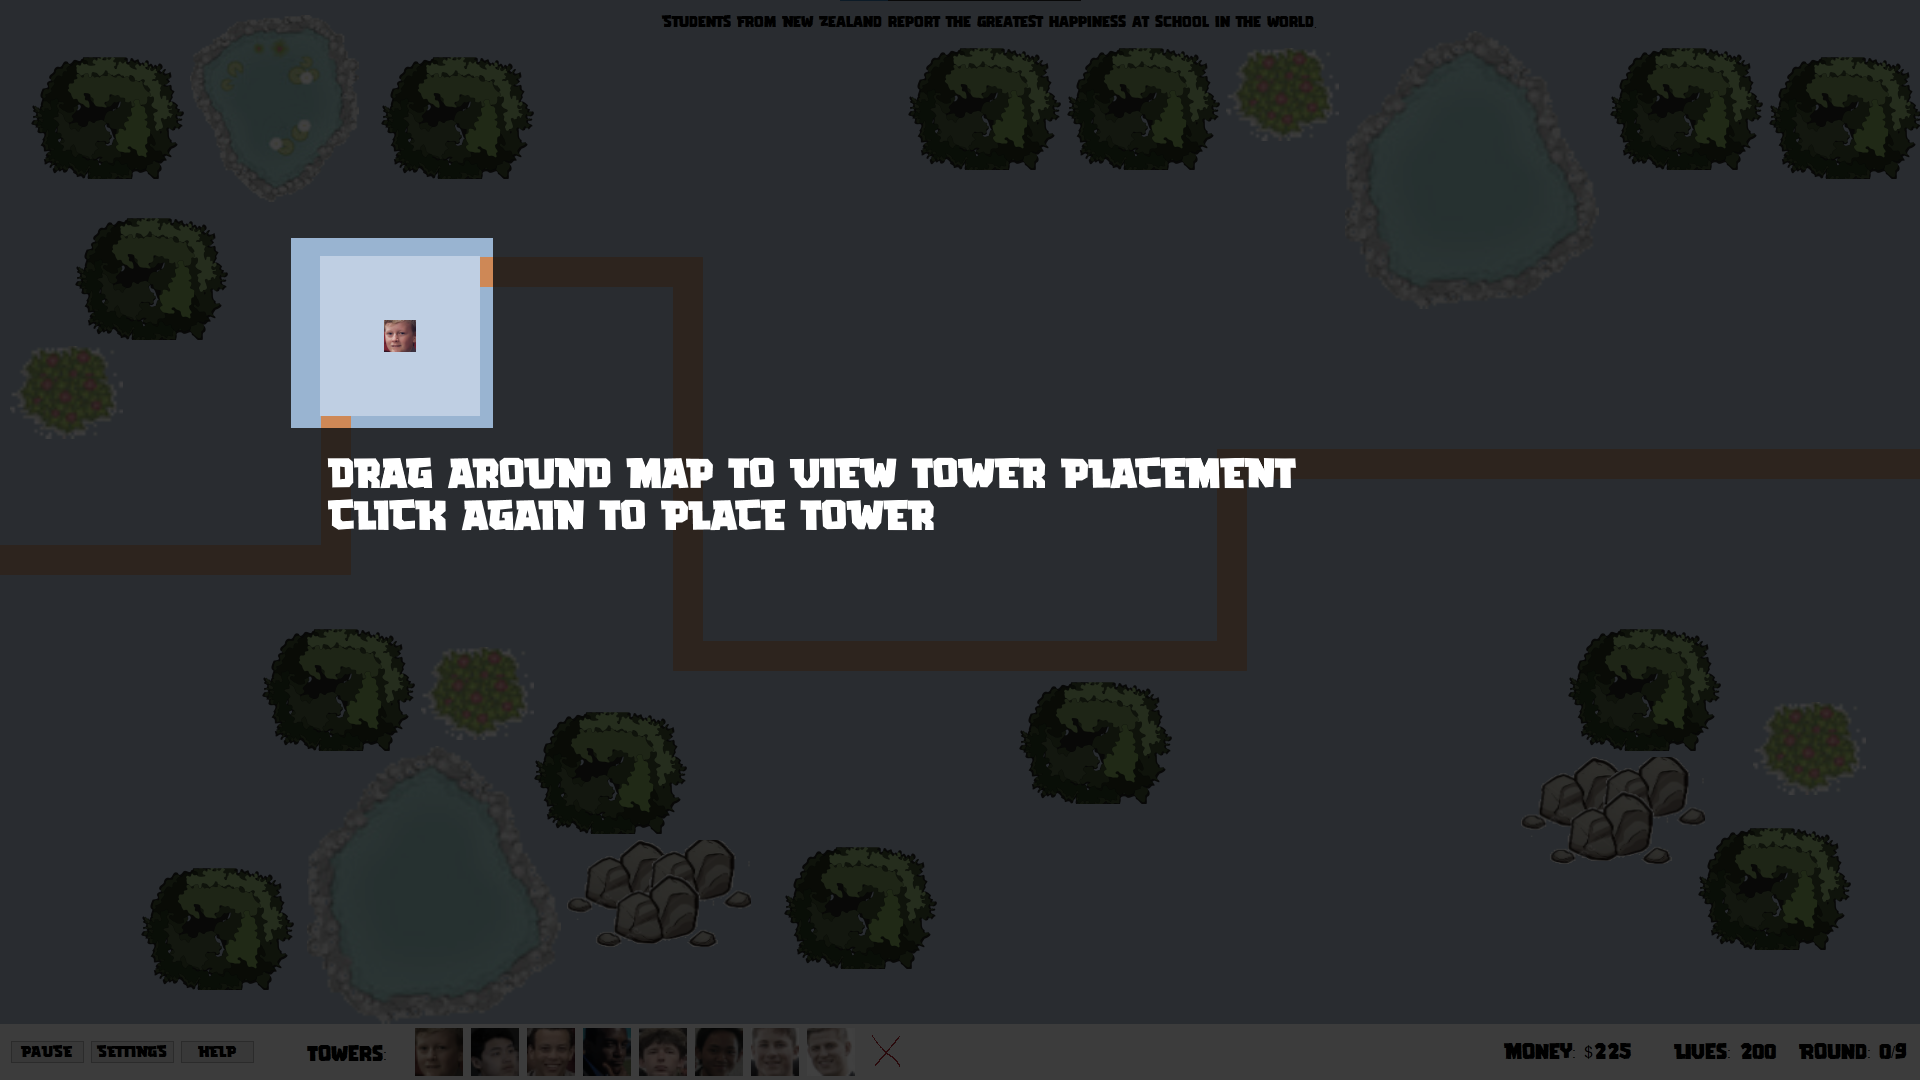 STUDENTS FROM NEW ZEALAND REPORT THE GREATEST HAPPINESS AT SCHOOL IN THE WORLD
DRAG AROUND MAP TO VIEW TOWER PLACEMENT
CLICK AGAIN TO PLACE TOWER
PAUSE SETTINGS HELP TOWERS: MONEY: $225 LIVES: 200 ROUND: 0/9